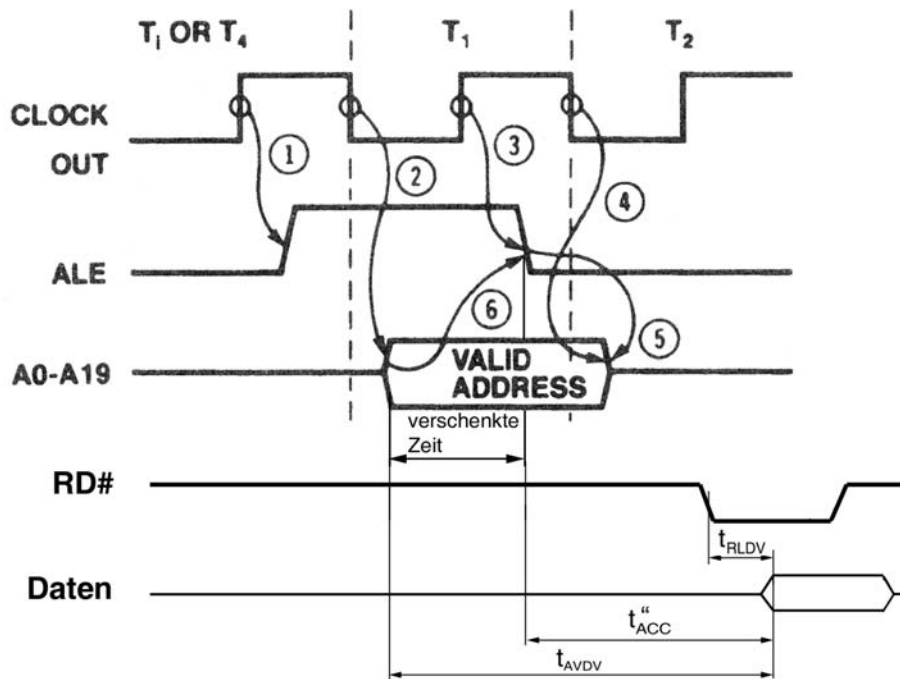 Ti OR T4 T1 T2
CLOCK
OUT
1 2 3 4
ALE
6 5
A0-A19 VALID
ADDRESS
verschenkte
Zeit
RD#
tRLDV
Daten
t“ACC
tAVDV